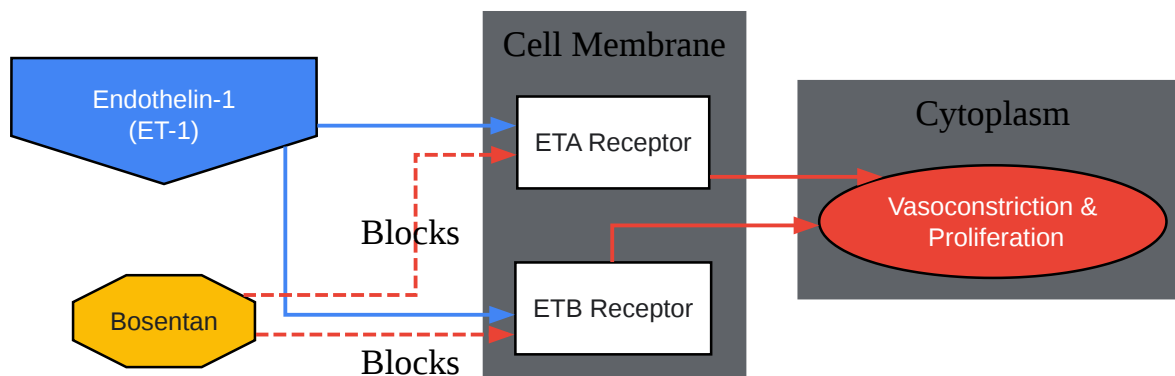 Cell Membrane
Endothelin-1
(ET-1)
ETA Receptor
Cytoplasm
Vasoconstriction &
Proliferation
Blocks
ETB Receptor
Bosentan
Blocks